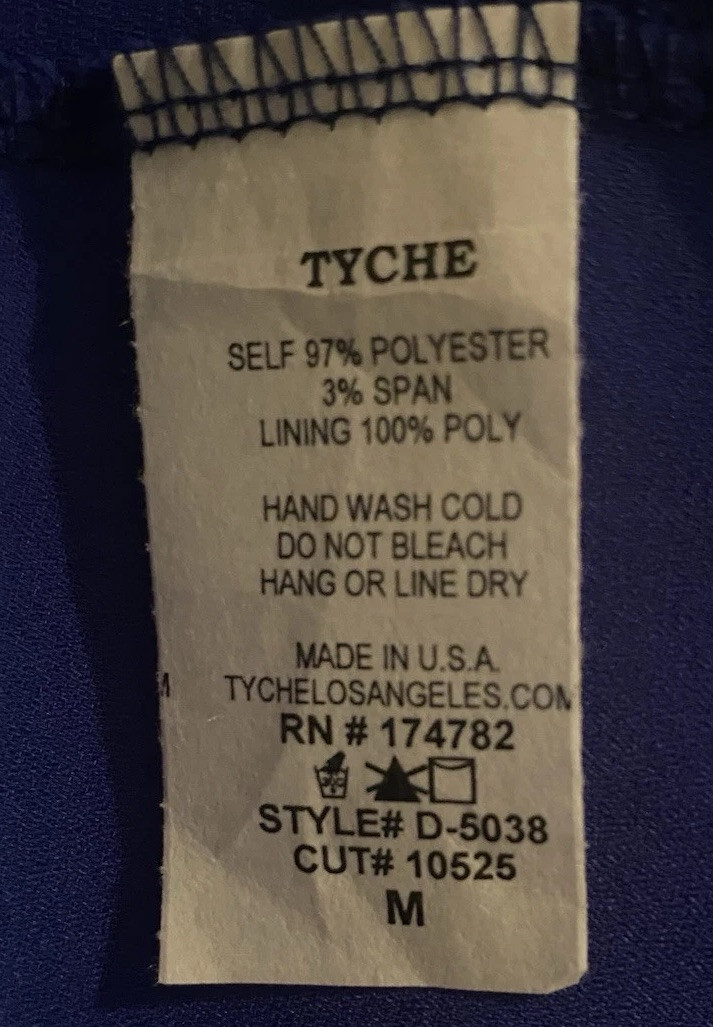 TYCHE
SELF 97% POLYESTER
3% SPAN
LINING 100% POLY
HAND WASH COLD
DO NOT BLEACH
HANG OR LINE DRY
MADE IN U.S.A.
TYCHELOSANGELES.COM
RN # 174782
STYLE# D-5038
CUT# 10525
M